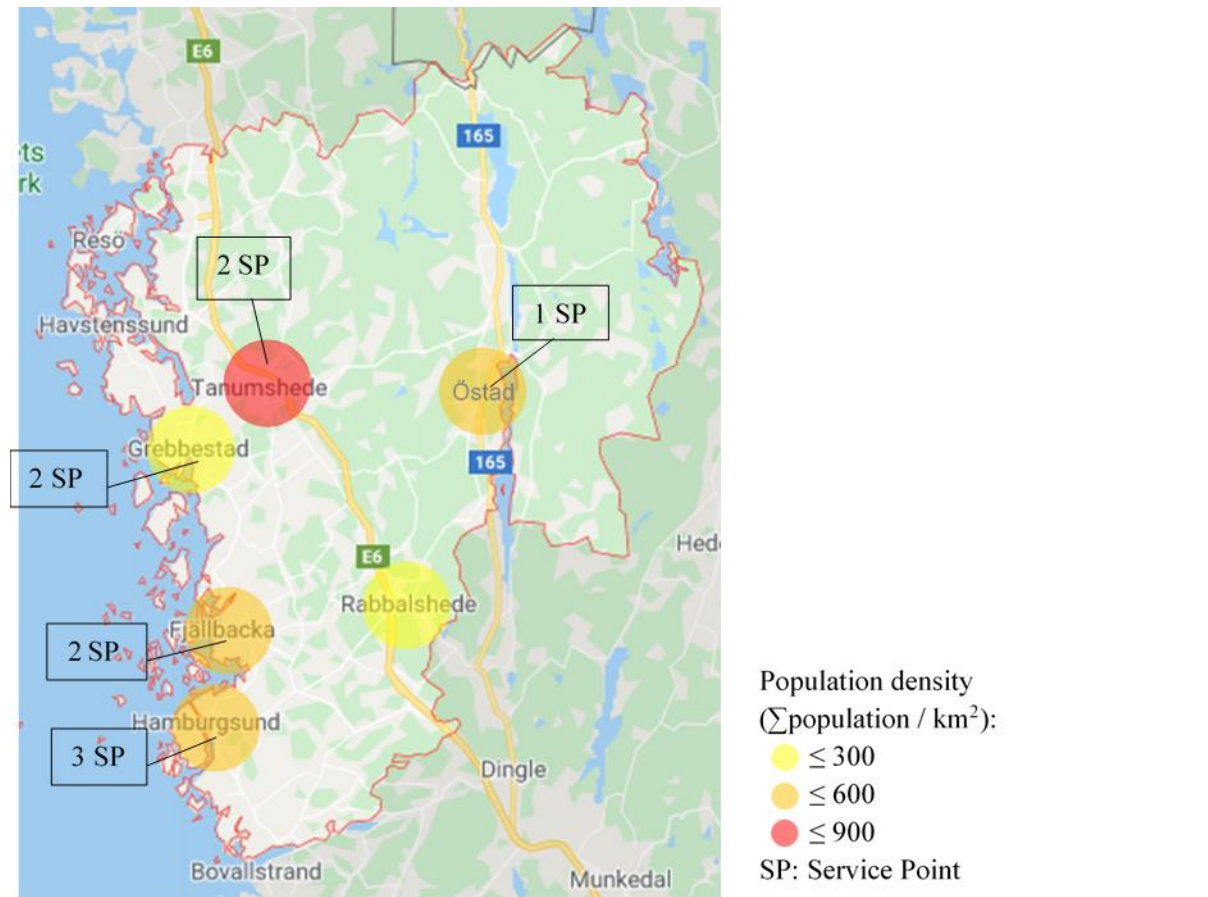 E6
165
ts
rk
Resö
2 SP
1 SP
Havstenssund
Tanumshede
Östad
Grebbestad
165
2 SP
E6
Hed
Rabbalshede
Fjällbacka
2 SP
Hamburgsund
3 SP
Dingle
Bovallstrand
Munkedal
Population density
(∑population / km²):
≤ 300
≤ 600
≤ 900
SP: Service Point